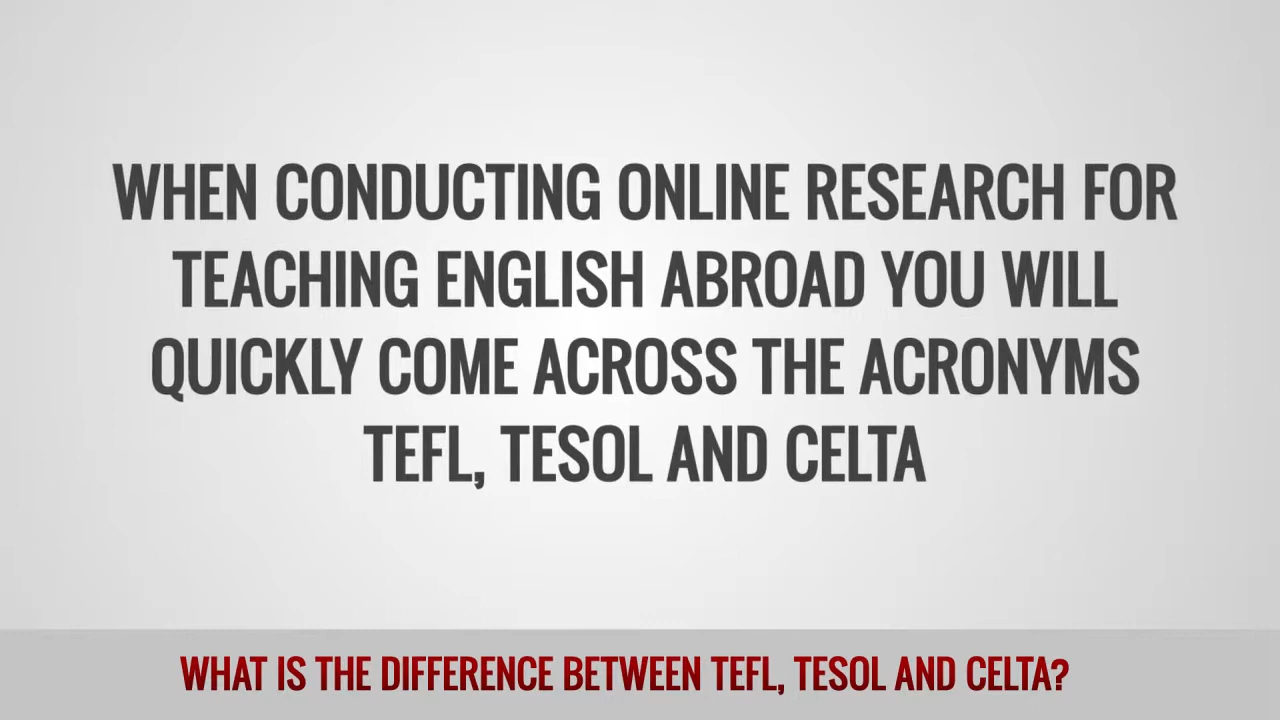 WHEN CONDUCTING ONLINE RESEARCH FOR
TEACHING ENGLISH ABROAD YOU WILL
QUICKLY COME ACROSS THE ACRONYMS
TEFL, TESOL AND CELTA
WHAT IS THE DIFFERENCE BETWEEN TEFL, TESOL AND CELTA?